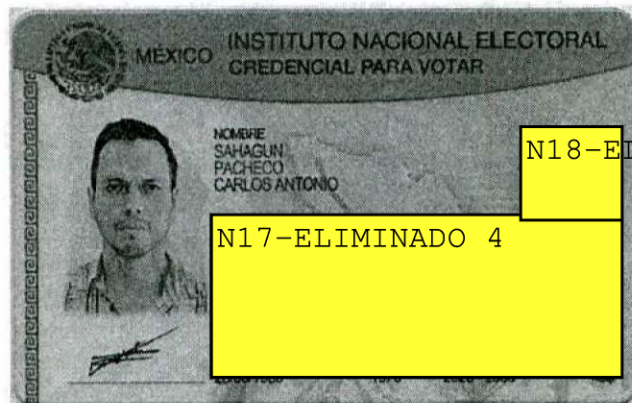 MÉXICO
INSTITUTO NACIONAL ELECTORAL
CREDENCIAL PARA VOTAR
NOMBRE
SAHAGUN
PACHECO
CARLOS ANTONIO
N18-EL
N17-ELIMINADO 4